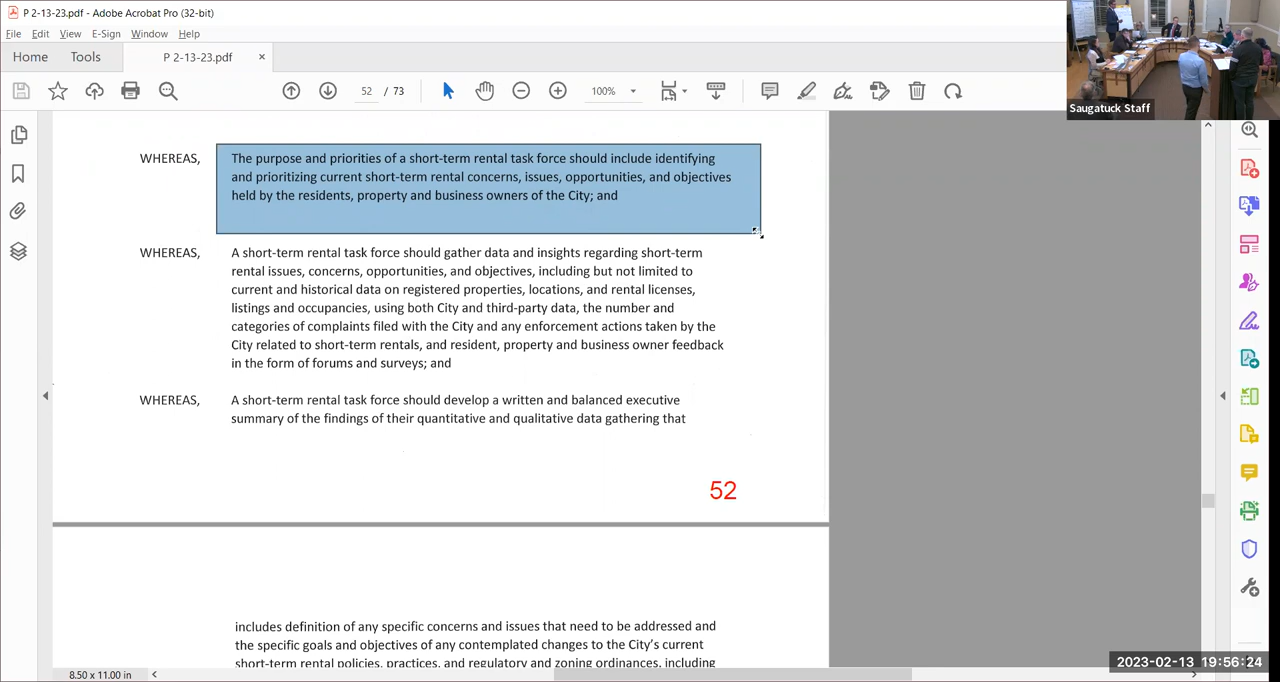 P 2-13-23.pdf - Adobe Acrobat Pro (32-bit)
File Edit View E-Sign Window Help
Home Tools P 2-13-23.pdf ×
52 / 73 100%
Saugatuck Staff
WHEREAS, The purpose and priorities of a short-term rental task force should include identifying
and prioritizing current short-term rental concerns, issues, opportunities, and objectives
held by the residents, property and business owners of the City; and
WHEREAS, A short-term rental task force should gather data and insights regarding short-term
rental issues, concerns, opportunities, and objectives, including but not limited to
current and historical data on registered properties, locations, and rental licenses,
listings and occupancies, using both City and third-party data, the number and
categories of complaints filed with the City and any enforcement actions taken by the
City related to short-term rentals, and resident, property and business owner feedback
in the form of forums and surveys; and
WHEREAS, A short-term rental task force should develop a written and balanced executive
summary of the findings of their quantitative and qualitative data gathering that
52
includes definition of any specific concerns and issues that need to be addressed and
the specific goals and objectives of any contemplated changes to the City's current
short-term rental policies, practices, and regulatory and zoning ordinances, including
8.50 x 11.00 in
2023-02-13 19:56:24